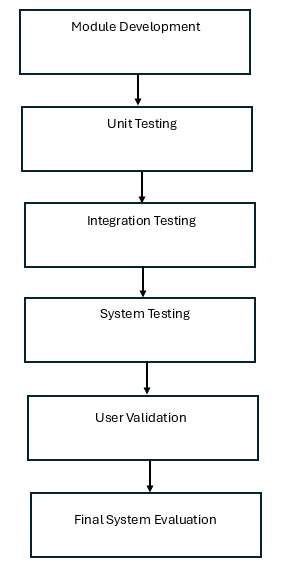 Module Development
Unit Testing
Integration Testing
System Testing
User Validation
Final System Evaluation